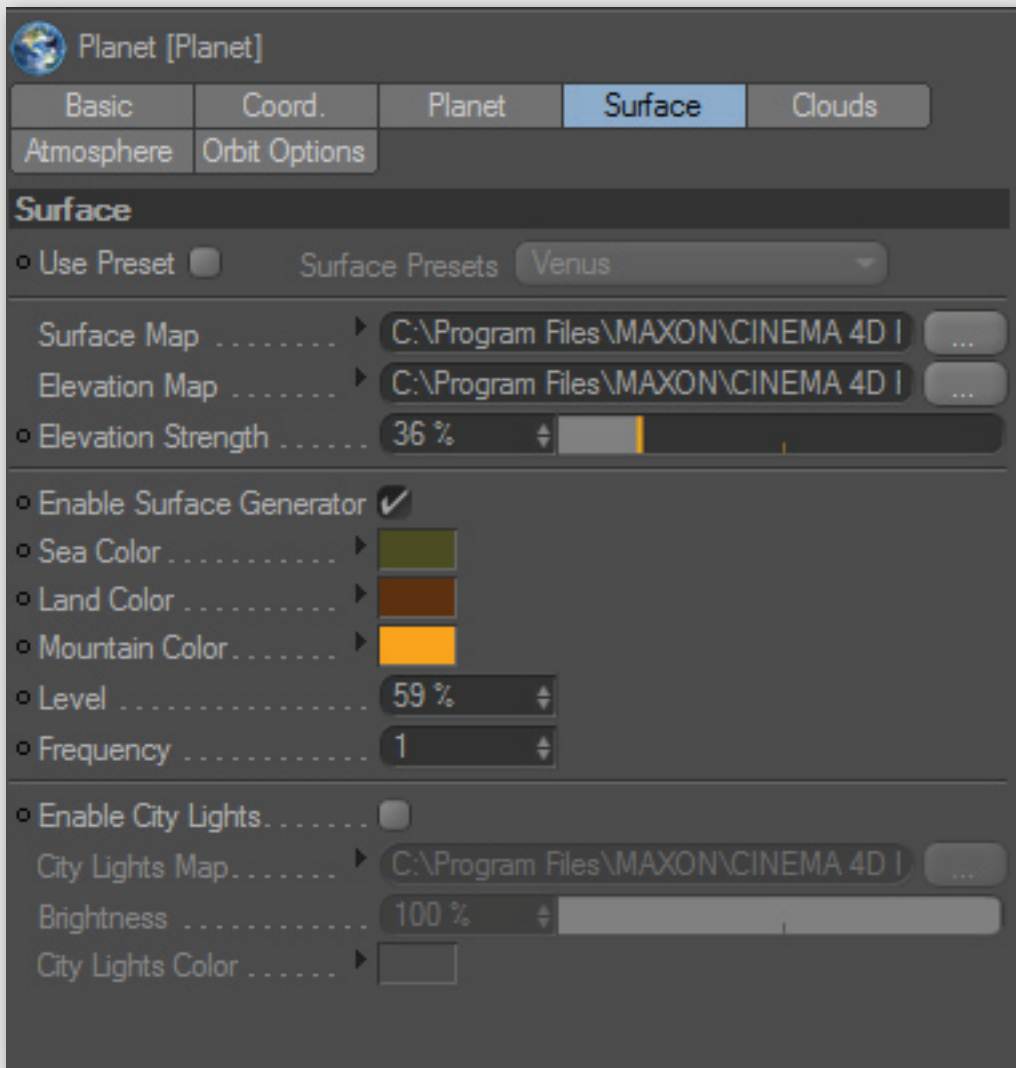 Planet [Planet]
Basic Coord. Planet Surface Clouds
Atmosphere Orbit Options
Surface
Use Preset Surface Presets Venus
Surface Map ........ C:\Program Files\MAXON\CINEMA 4D I ...
Elevation Map ....... C:\Program Files\MAXON\CINEMA 4D I ...
Elevation Strength ...... 36 %
Enable Surface Generator
Sea Color ...........
Land Color ..........
Mountain Color.......
Level ................ 59 %
Frequency ............ 1
Enable City Lights.......
City Lights Map....... C:\Program Files\MAXON\CINEMA 4D I ...
Brightness ............ 100 %
City Lights Color ......